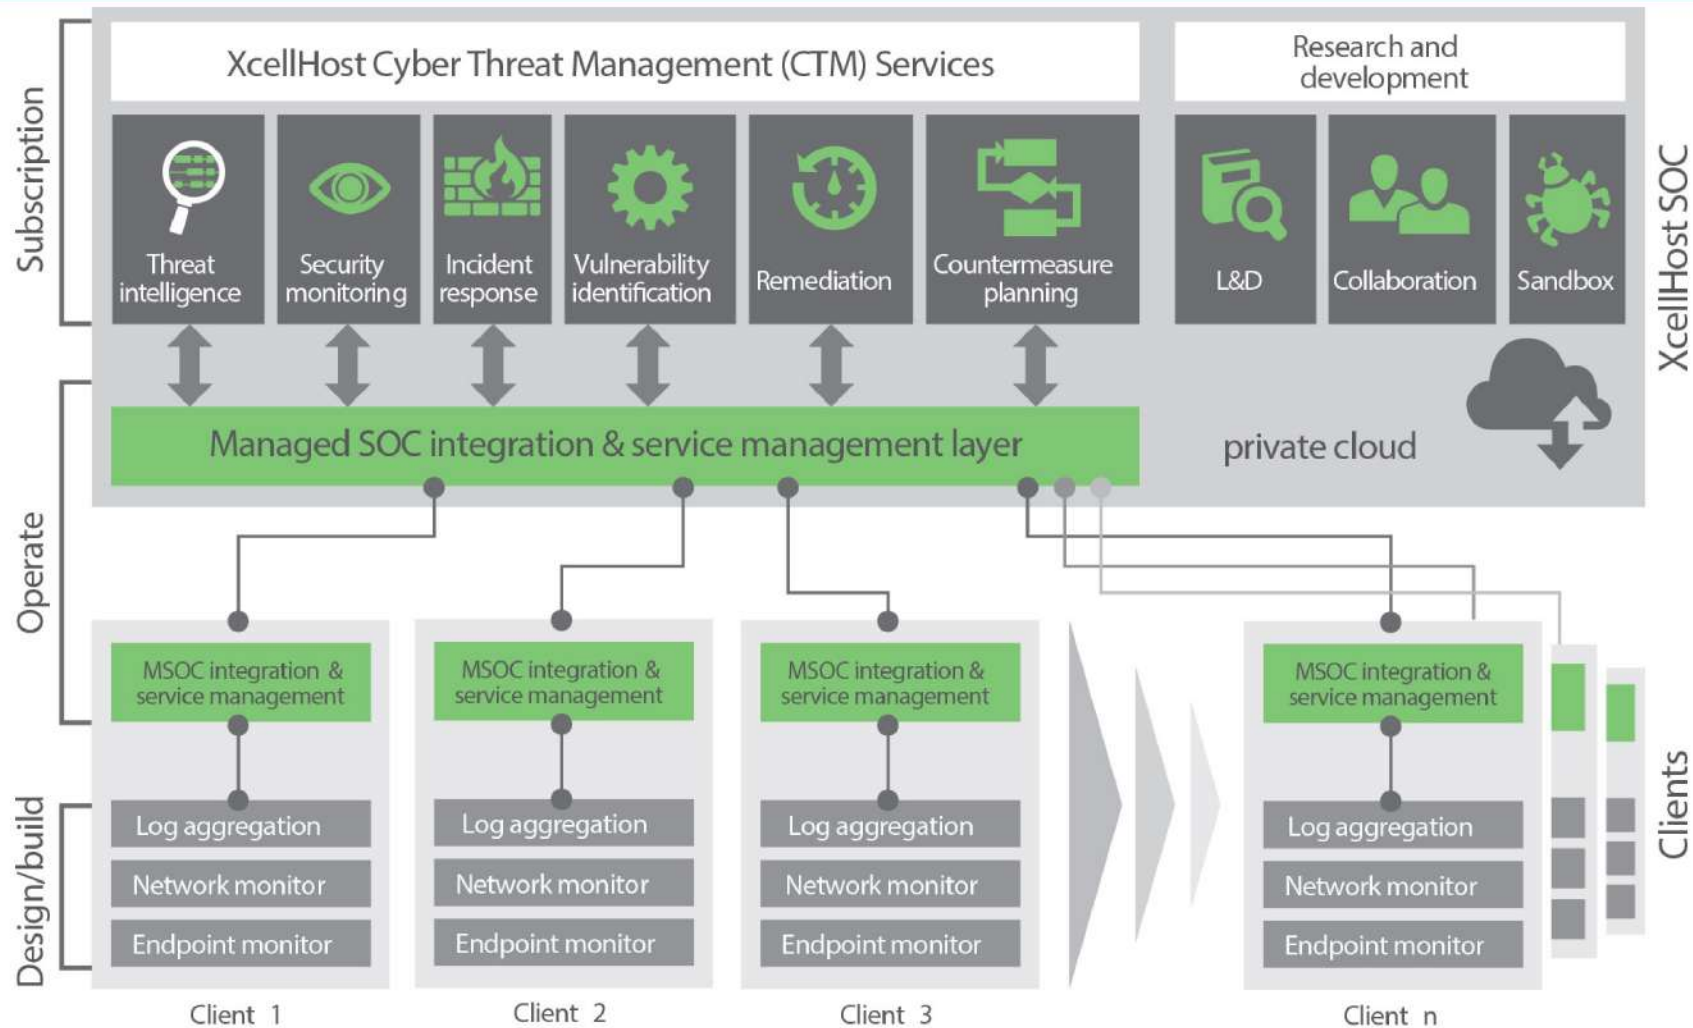 XcellHost Cyber Threat Management (CTM) Services
Research and
development
Subscription
Threat
intelligence
Security
monitoring
Incident
response
Vulnerability
identification
Remediation
Countermeasure
planning
L&D
Collaboration
Sandbox
XcellHost SOC
Managed SOC integration & service management layer
private cloud
Operate
MSOC integration &
service management
MSOC integration &
service management
MSOC integration &
service management
MSOC integration &
service management
Design/build
Log aggregation
Network monitor
Endpoint monitor
Log aggregation
Network monitor
Endpoint monitor
Log aggregation
Network monitor
Endpoint monitor
Log aggregation
Network monitor
Endpoint monitor
Clients
Client 1
Client 2
Client 3
Client n